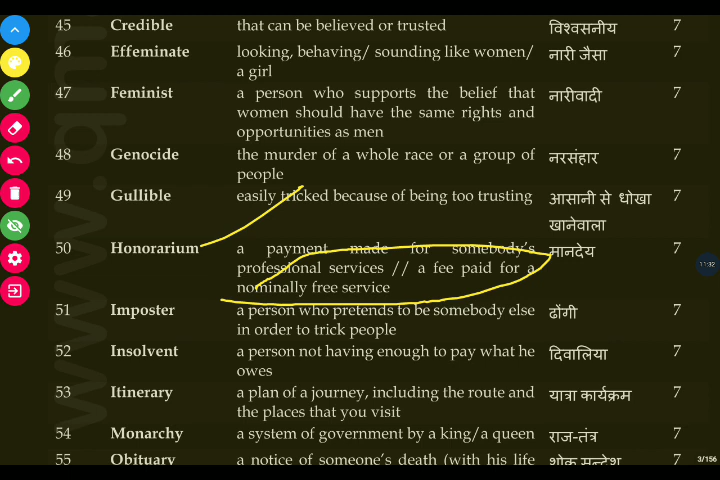 45 Credible that can be believed or trusted विश्वसनीय 7
46 Effeminate looking, behaving/ sounding like women/ नारी जैसा 7
a girl
47 Feminist a person who supports the belief that नारीवादी 7
women should have the same rights and
opportunities as men
48 Genocide the murder of a whole race or a group of नरसंहार 7
people
49 Gullible easily tricked because of being too trusting आसानी से धोखा 7
खानेवाला
50 Honorarium a payment made for somebody's मानदेय 7
professional services // a fee paid for a
nominally free service
11:32
51 Imposter a person who pretends to be somebody else ढोंगी 7
in order to trick people
52 Insolvent a person not having enough to pay what he दिवालिया 7
owes
53 Itinerary a plan of a journey, including the route and यात्रा कार्यक्रम 7
the places that you visit
54 Monarchy a system of government by a king/a queen राज-तंत्र 7
55 Obituary a notice of someone's death (with his life शोक सन्देश 7
3/156